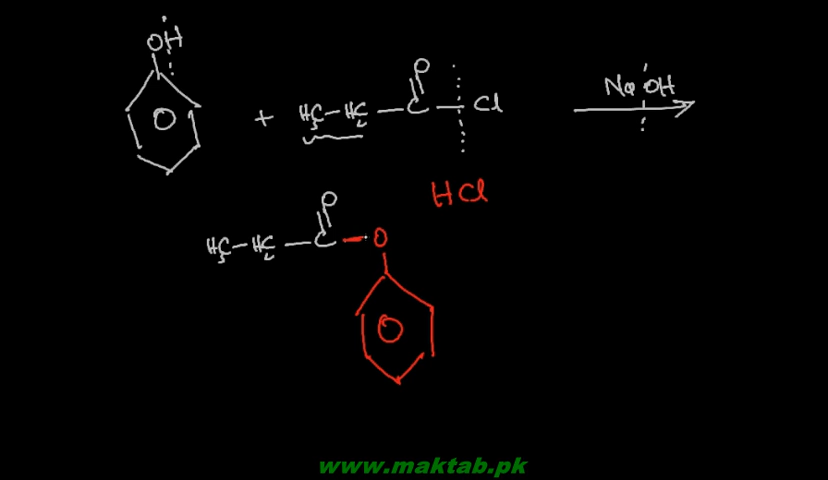 OH
O
+ H₃C-H₂C-C-Cl NaOH
O
O
HCl
O
H₃C-H₂C-C-O
O
www.maktab.pk